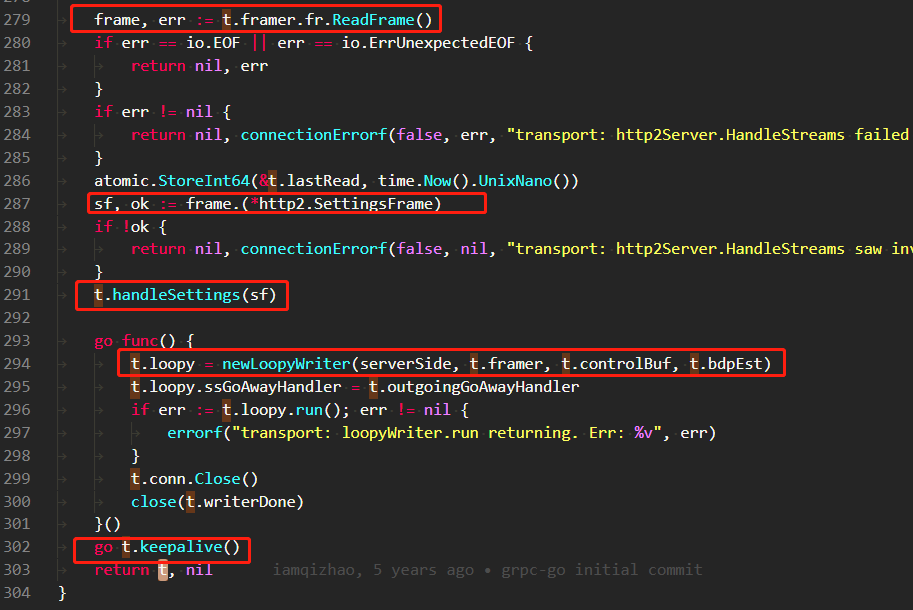 279 frame, err := t.framer.fr.ReadFrame()
280 if err == io.EOF || err == io.ErrUnexpectedEOF {
281 return nil, err
282 }
283 if err != nil {
284 return nil, connectionErrorf(false, err, "transport: http2Server.HandleStreams failed
285 }
286 atomic.StoreInt64(&t.lastRead, time.Now().UnixNano())
287 sf, ok := frame.(*http2.SettingsFrame)
288 if !ok {
289 return nil, connectionErrorf(false, nil, "transport: http2Server.HandleStreams saw inv
290 }
291 t.handleSettings(sf)
292
293 go func() {
294 t.loopy = newLoopyWriter(serverSide, t.framer, t.controlBuf, t.bdpEst)
295 t.loopy.ssGoAwayHandler = t.outgoingGoAwayHandler
296 if err := t.loopy.run(); err != nil {
297 errorf("transport: loopyWriter.run returning. Err: %v", err)
298 }
299 t.conn.Close()
300 close(t.writerDone)
301 }()
302 go t.keepalive()
303 return t, nil iamqizhao, 5 years ago • grpc-go initial commit
304 }